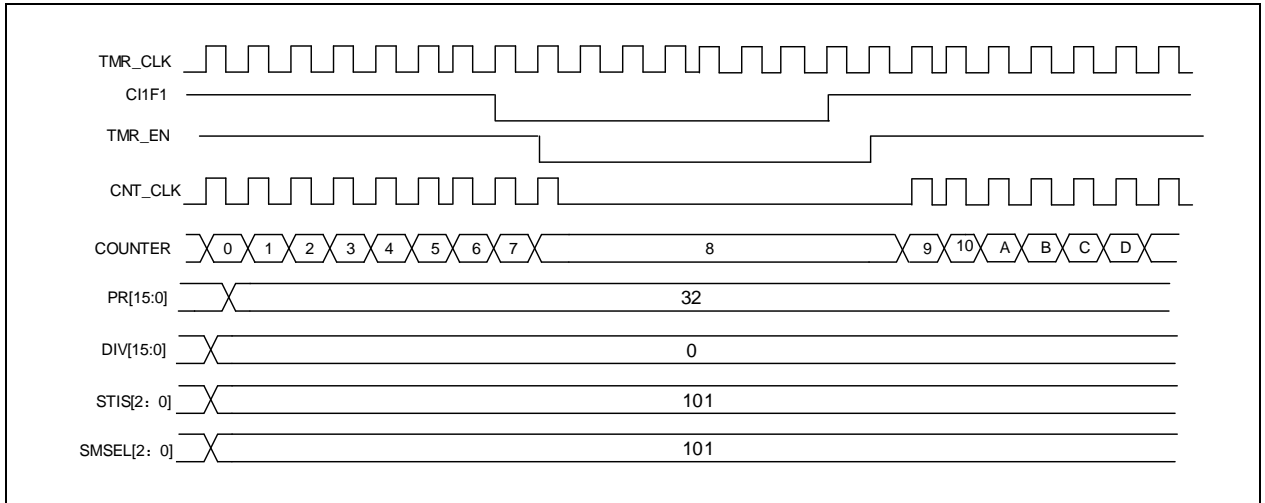 TMR_CLK
CI1F1
TMR_EN
CNT_CLK
COUNTER 0 1 2 3 4 5 6 7 8 9 10 A B C D
PR[15:0] 32
DIV[15:0] 0
STIS[2：0] 101
SMSEL[2：0] 101